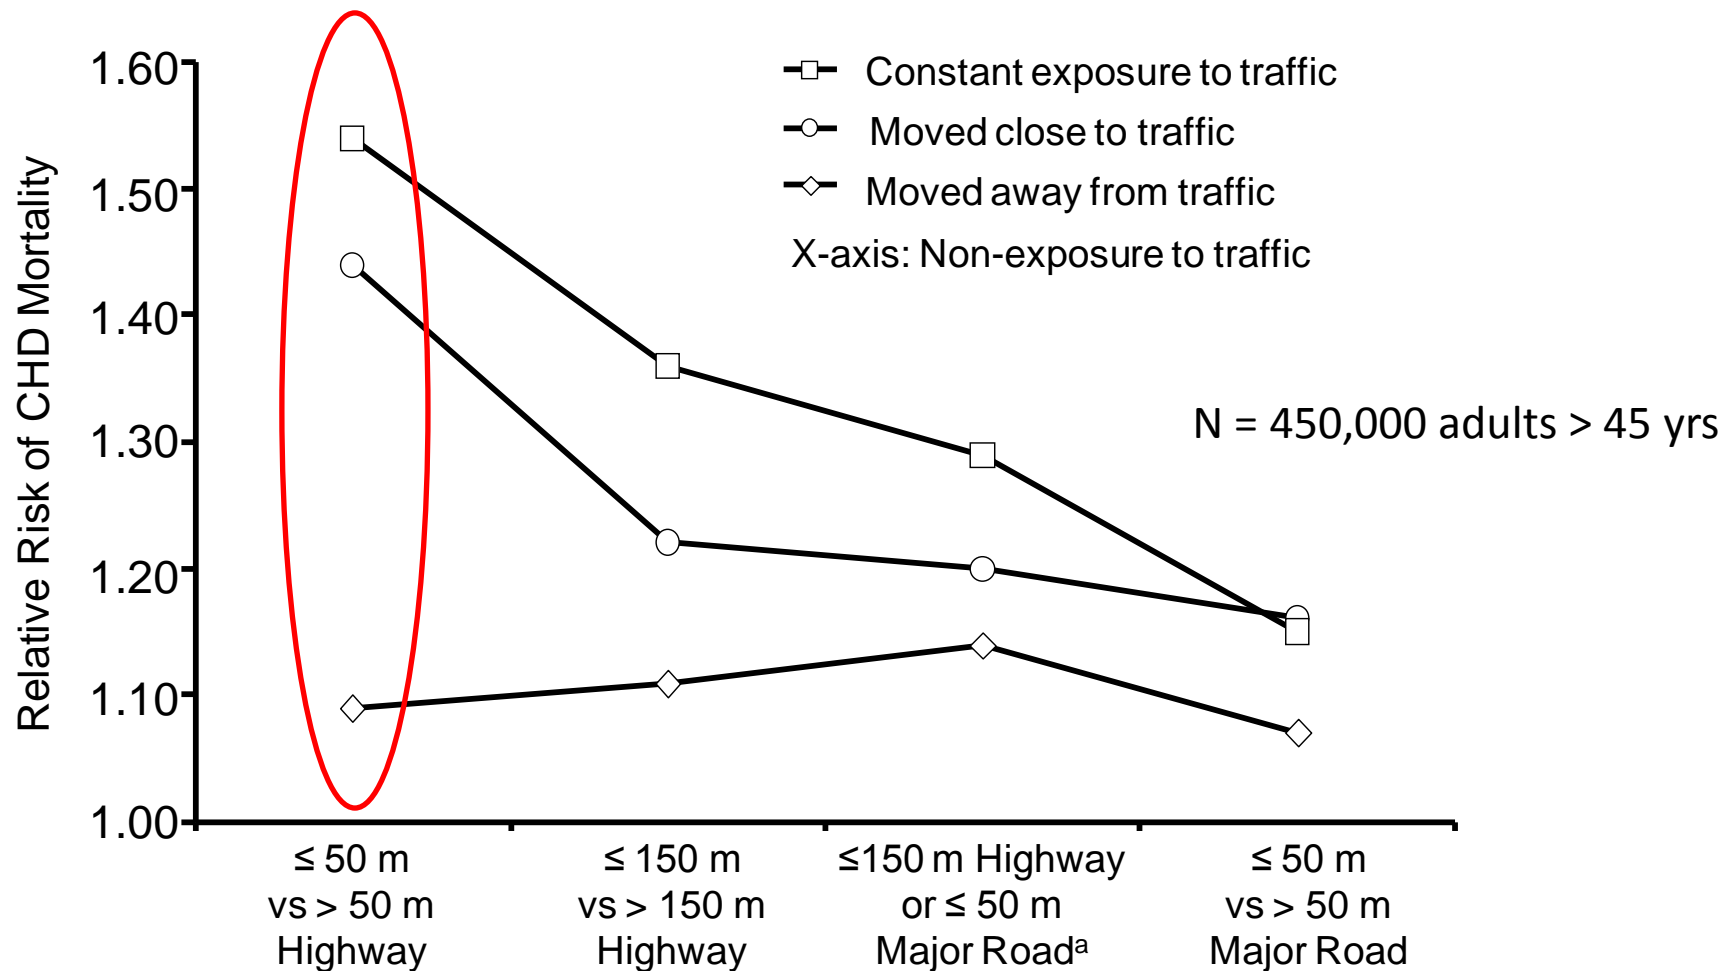 Relative Risk of CHD Mortality
1.60
1.50
1.40
1.30
1.20
1.10
1.00
Constant exposure to traffic
Moved close to traffic
Moved away from traffic
X-axis: Non-exposure to traffic
N = 450,000 adults > 45 yrs
≤ 50 m
vs > 50 m
Highway
≤ 150 m
vs > 150 m
Highway
≤150 m Highway
or ≤ 50 m
Major Roadᵃ
≤ 50 m
vs > 50 m
Major Road